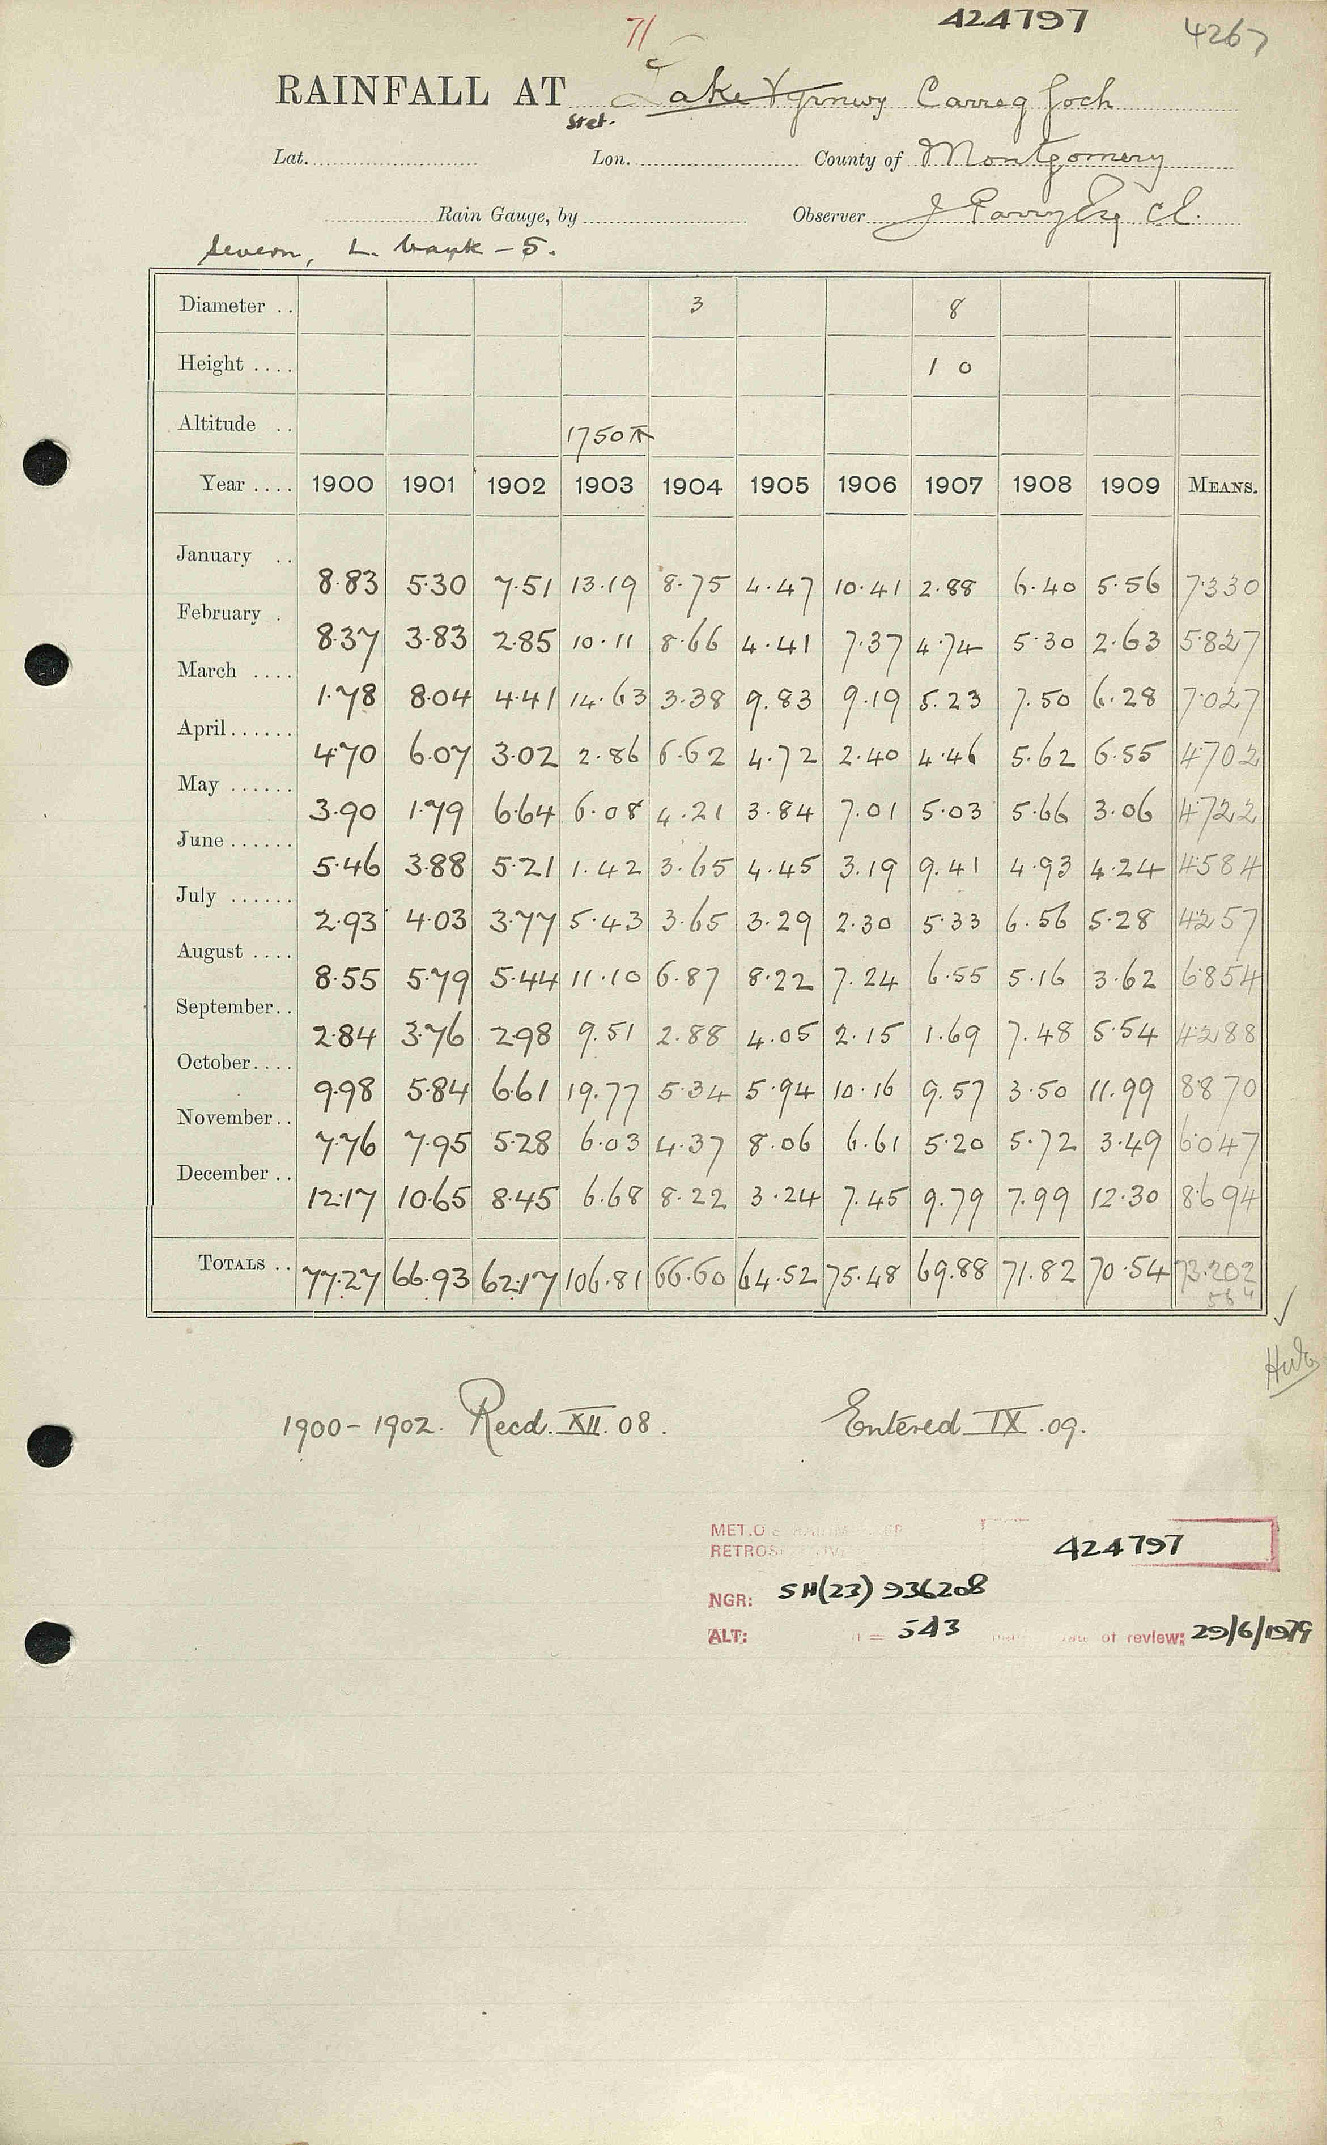 71 424797 4267
RAINFALL AT Lake Vyrnwy Carreg Goch
Stet.
Lat. Lon. County of Montgomery
Rain Gauge, by Observer J Parry Esq CE.
Severn, L. bank - 5.
Diameter .. 3 8
Height .... 1 0
Altitude .. 1750
Year .... 1900 1901 1902 1903 1904 1905 1906 1907 1908 1909 MEANS.
January .. 8.83 5.30 7.51 13.19 8.75 4.47 10.41 2.88 6.40 5.56 7.330
February . 8.37 3.83 2.85 10.11 8.66 4.41 7.37 4.74 5.30 2.63 5.827
March .... 1.78 8.04 4.41 14.63 3.38 9.83 9.19 5.23 7.50 6.28 7.027
April...... 4.70 6.07 3.02 2.86 6.62 4.72 2.40 4.46 5.62 6.55 4.702
May ...... 3.90 1.79 6.64 6.08 4.21 3.84 7.01 5.03 5.66 3.06 4.722
June ...... 5.46 3.88 5.21 1.42 3.65 4.45 3.19 9.41 4.93 4.24 4.584
July ...... 2.93 4.03 3.77 5.43 3.65 3.29 2.30 5.33 6.56 5.28 4.257
August .... 8.55 5.79 5.44 11.10 6.87 8.22 7.24 6.55 5.16 3.62 6.854
September.. 2.84 3.76 2.98 9.51 2.88 4.05 2.15 1.69 7.48 5.54 4.288
October.... 9.98 5.84 6.61 19.77 5.34 5.94 10.16 9.57 3.50 11.99 8.870
November.. 7.76 7.95 5.28 6.03 4.37 8.06 6.61 5.20 5.72 3.49 6.047
December .. 12.17 10.65 8.45 6.68 8.22 3.24 7.45 9.79 7.99 12.30 8.694
TOTALS .. 77.27 66.93 62.17 106.81 66.60 64.52 75.48 69.88 71.82 70.54 73.202
1900-1902. Recd. XII. 08. Entered IX .09.
MET.O 424797
NGR: SH(23) 936208
ALT: = 543 of review: 29/6/1979